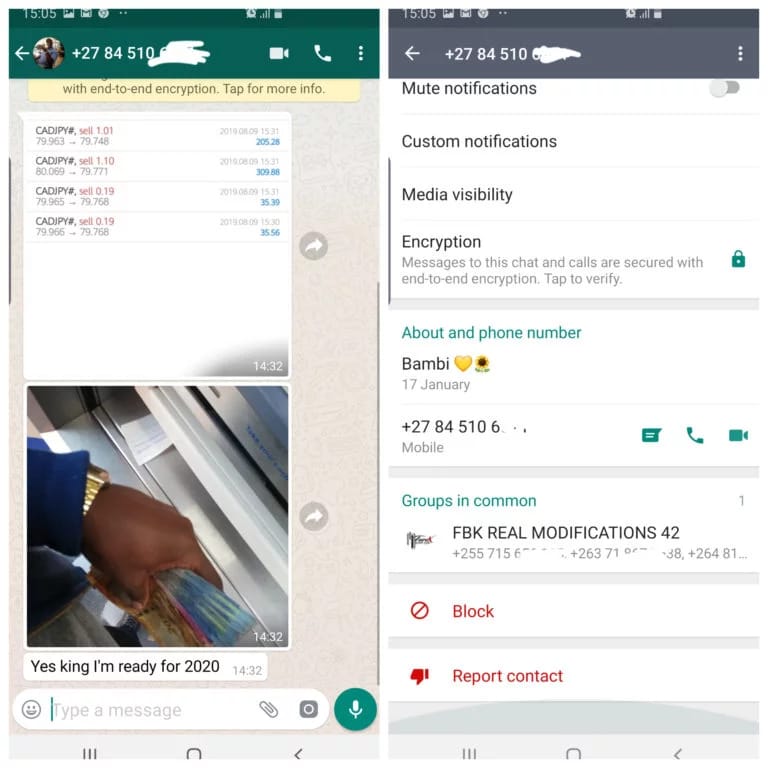 15:05
+27 84 510
with end-to-end encryption. Tap for more info.
CADJPY#, sell 1.01 2019.08.09 15:31
79.963 → 79.748 205.28
CADJPY#, sell 1.10 2019.08.09 15:31
80.069 → 79.771 309.88
CADJPY#, sell 0.19 2019.08.09 15:31
79.965 → 79.768 35.39
CADJPY#, sell 0.19 2019.08.09 15:30
79.966 → 79.768 35.56
14:32
14:32
Yes king I'm ready for 2020 14:32
Type a message
15:05
+27 84 510
Mute notifications
Custom notifications
Media visibility
Encryption
Messages to this chat and calls are secured with
end-to-end encryption. Tap to verify.
About and phone number
Bambi 💛🌻
17 January
+27 84 510 6
Mobile
Groups in common 1
FBK REAL MODIFICATIONS 42
+255 715 +263 71 38, +264 81...
Block
Report contact